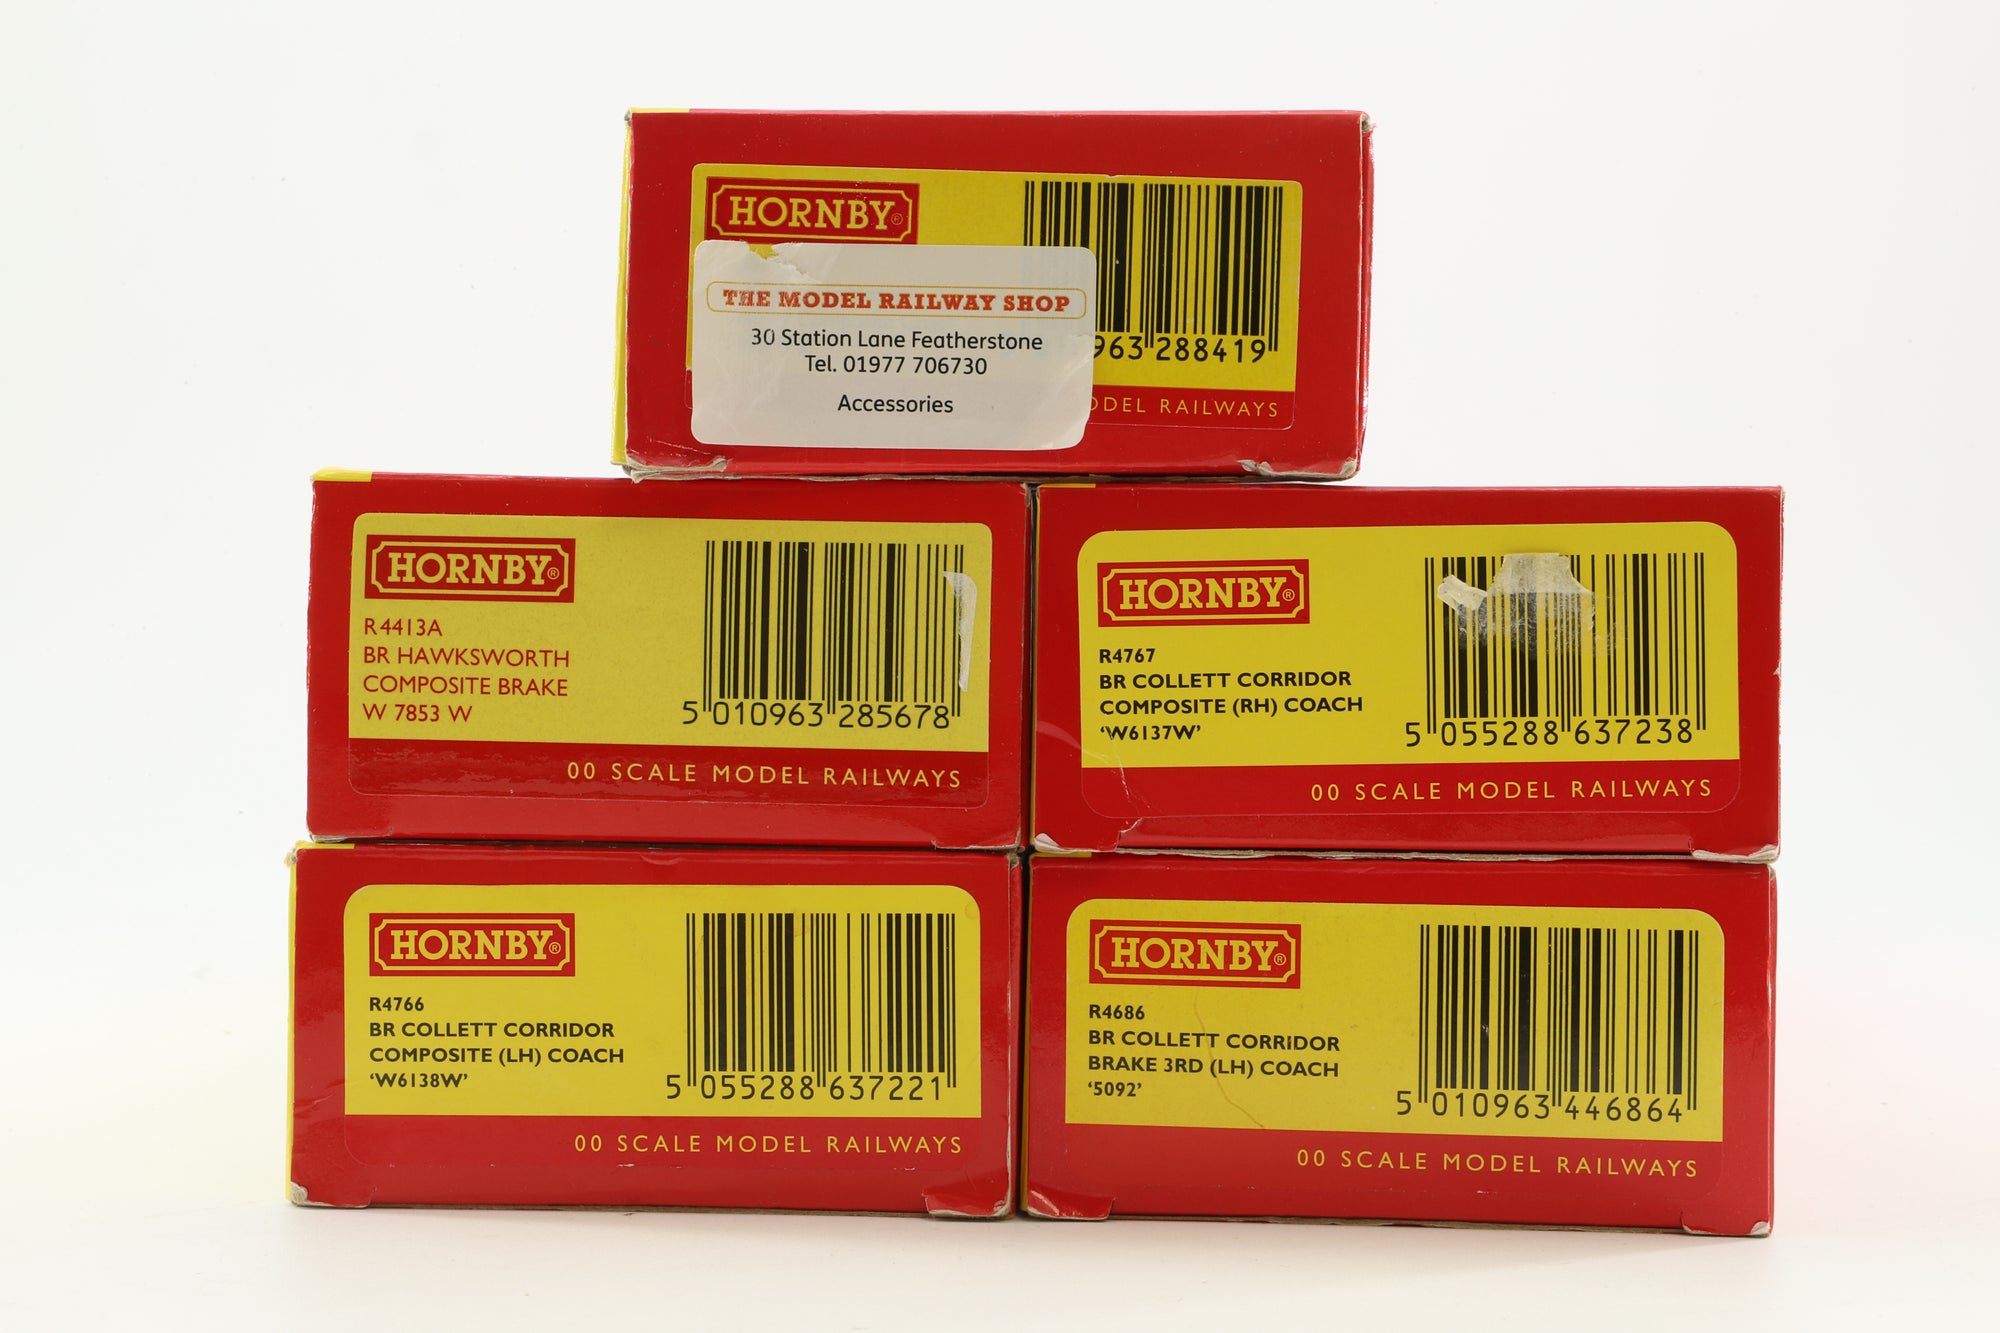 HORNBY®
THE MODEL RAILWAY SHOP
30 Station Lane Featherstone
Tel. 01977 706730
Accessories
963 288419
ODEL RAILWAYS
HORNBY®
R4413A
BR HAWKSWORTH
COMPOSITE BRAKE
W 7853 W
5 010963 285678
00 SCALE MODEL RAILWAYS
HORNBY®
R4767
BR COLLETT CORRIDOR
COMPOSITE (RH) COACH
‘W6137W’
5 055288 637238
00 SCALE MODEL RAILWAYS
HORNBY®
R4766
BR COLLETT CORRIDOR
COMPOSITE (LH) COACH
‘W6138W’
5 055288 637221
00 SCALE MODEL RAILWAYS
HORNBY®
R4686
BR COLLETT CORRIDOR
BRAKE 3RD (LH) COACH
‘5092’
5 010963 446864
00 SCALE MODEL RAILWAYS